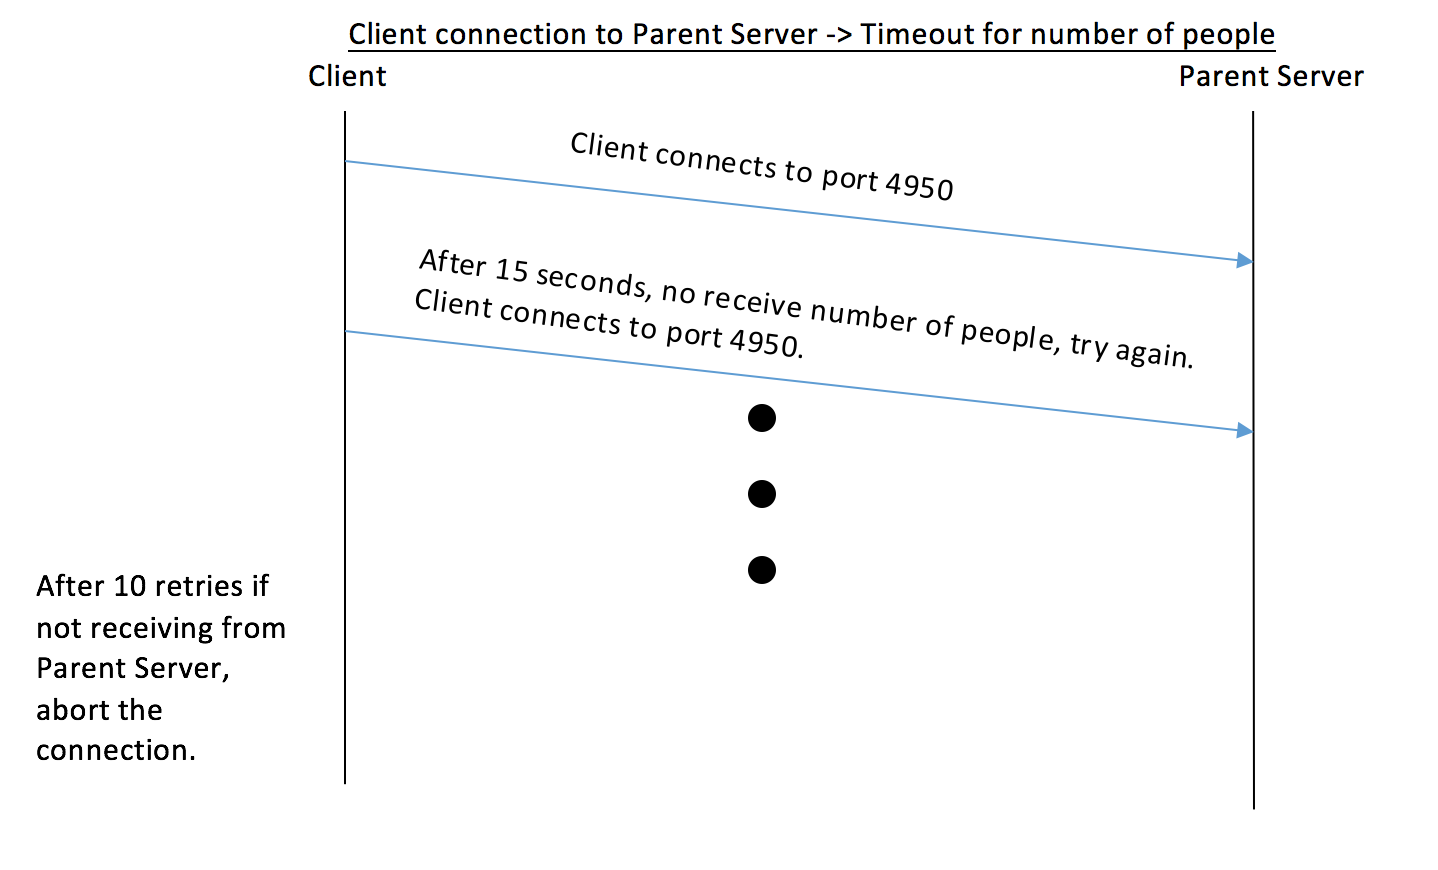 Client connection to Parent Server -> Timeout for number of people
Client
Parent Server
Client connects to port 4950
After 15 seconds, no receive number of people, try again.
Client connects to port 4950.
After 10 retries if
not receiving from
Parent Server,
abort the
connection.